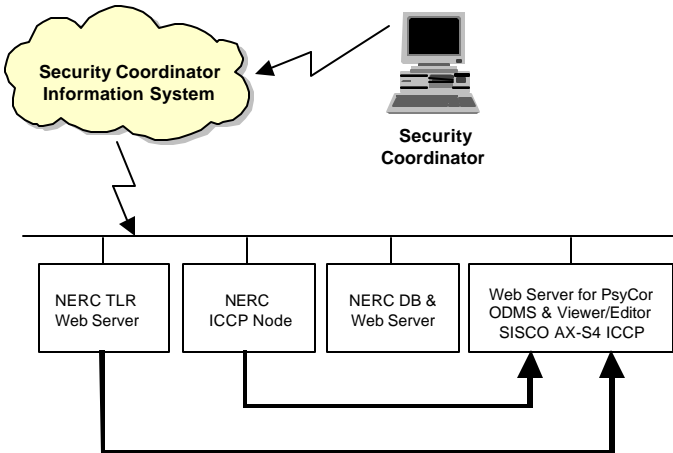 Security Coordinator
Information System
Security
Coordinator
NERC TLR
Web Server
NERC
ICCP Node
NERC DB &
Web Server
Web Server for PsyCor
ODMS & Viewer/Editor
SISCO AX-S4 ICCP